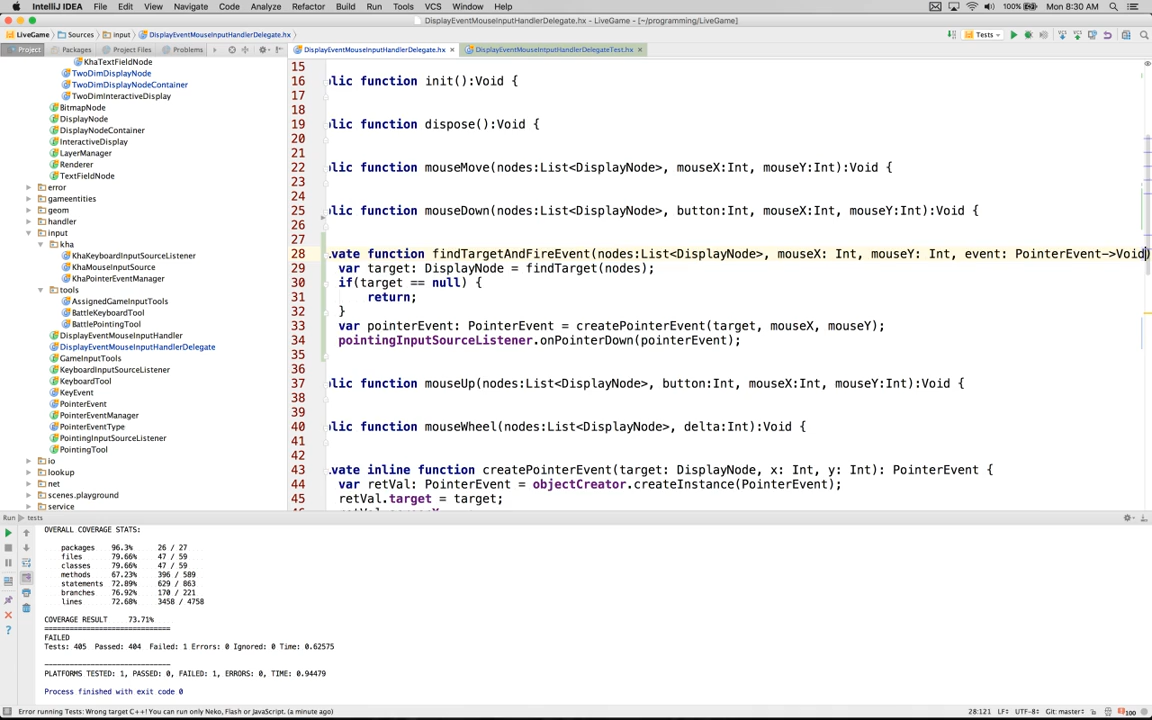 IntelliJ IDEA File Edit View Navigate Code Analyze Refactor Build Run Tools VCS Window Help 100% Mon 8:30 AM
DisplayEventMouseInputHandlerDelegate.hx - LiveGame - [~/programming/LiveGame]
LiveGame Sources input DisplayEventMouseInputHandlerDelegate.hx Tests
Project Packages Project Files Problems DisplayEventMouseInputHandlerDelegate.hx DisplayEventMouseInputHandlerDelegateTest.hx
KhaTextFieldNode
TwoDimDisplayNode
TwoDimDisplayNodeContainer
TwoDimInteractiveDisplay
BitmapNode
DisplayNode
DisplayNodeContainer
InteractiveDisplay
LayerManager
Renderer
TextFieldNode
error
gameentities
geom
handler
input
kha
KhaKeyboardInputSourceListener
KhaMouseInputSource
KhaPointerEventManager
tools
AssignedGameInputTools
BattleKeyboardTool
BattlePointingTool
DisplayEventMouseInputHandler
DisplayEventMouseInputHandlerDelegate
GameInputTools
KeyboardInputSourceListener
KeyboardTool
KeyEvent
PointerEvent
PointerEventManager
PointerEventType
PointingInputSourceListener
PointingTool
io
lookup
net
scenes.playground
service
15
16 blic function init():Void {
17
18
19 blic function dispose():Void {
20
21
22 blic function mouseMove(nodes:List<DisplayNode>, mouseX:Int, mouseY:Int):Void {
23
24
25 blic function mouseDown(nodes:List<DisplayNode>, button:Int, mouseX:Int, mouseY:Int):Void {
26
27
28 vate function findTargetAndFireEvent(nodes:List<DisplayNode>, mouseX: Int, mouseY: Int, event: PointerEvent->Void)
29 var target: DisplayNode = findTarget(nodes);
30 if(target == null) {
31 return;
32 }
33 var pointerEvent: PointerEvent = createPointerEvent(target, mouseX, mouseY);
34 pointingInputSourceListener.onPointerDown(pointerEvent);
35
36
37 blic function mouseUp(nodes:List<DisplayNode>, button:Int, mouseX:Int, mouseY:Int):Void {
38
39
40 blic function mouseWheel(nodes:List<DisplayNode>, delta:Int):Void {
41
42
43 vate inline function createPointerEvent(target: DisplayNode, x: Int, y: Int): PointerEvent {
44 var retVal: PointerEvent = objectCreator.createInstance(PointerEvent);
45 retVal.target = target;
Run tests
OVERALL COVERAGE STATS:
packages 96.3% 26 / 27
files 79.66% 47 / 59
classes 79.66% 47 / 59
methods 67.23% 396 / 589
statements 72.89% 629 / 863
branches 76.92% 170 / 221
lines 72.68% 3458 / 4758
COVERAGE RESULT 73.71%
==============================
FAILED
Tests: 405 Passed: 404 Failed: 1 Errors: 0 Ignored: 0 Time: 0.62575
------------------------------
PLATFORMS TESTED: 1, PASSED: 0, FAILED: 1, ERRORS: 0, TIME: 0.94479
Process finished with exit code 0
Error running Tests: Wrong target C++! You can run only Neko, Flash or JavaScript. (a minute ago) 28:121 LF÷ UTF-8÷ Git: master÷ 100